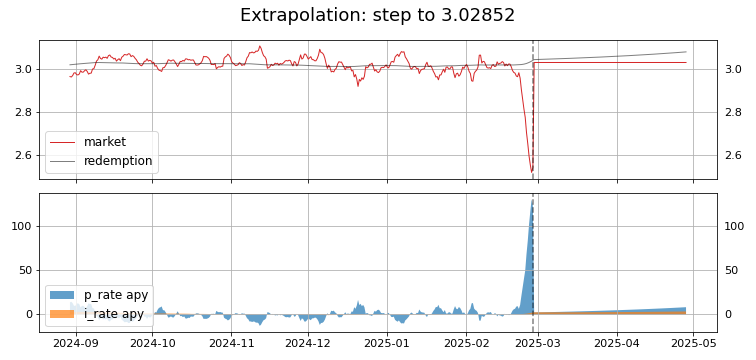 Extrapolation: step to 3.02852
3.0 3.0
2.8 2.8
2.6 2.6
market
redemption
100 100
50 50
0 0
p_rate apy
i_rate apy
2024-09 2024-10 2024-11 2024-12 2025-01 2025-02 2025-03 2025-04 2025-05